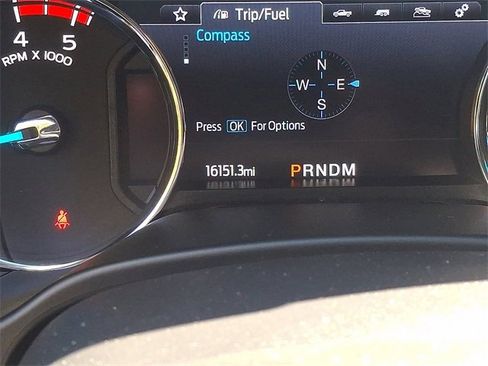 Trip/Fuel
4 5
RPM X 1000
Compass
N
W E
S
Press OK For Options
16151.3mi
PRNDM